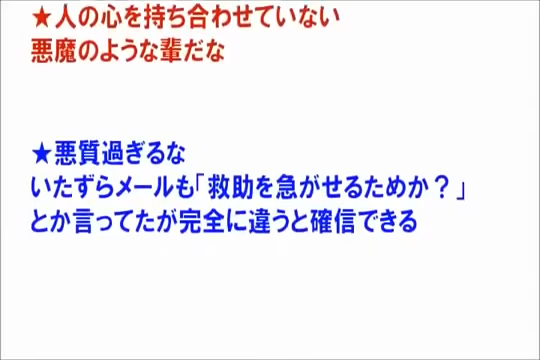 ★人の心を持ち合わせていない
悪魔のような輩だな
★悪質過ぎるな
いたずらメールも「救助を急がせるためか？」
とか言ってたが完全に違うと確信できる